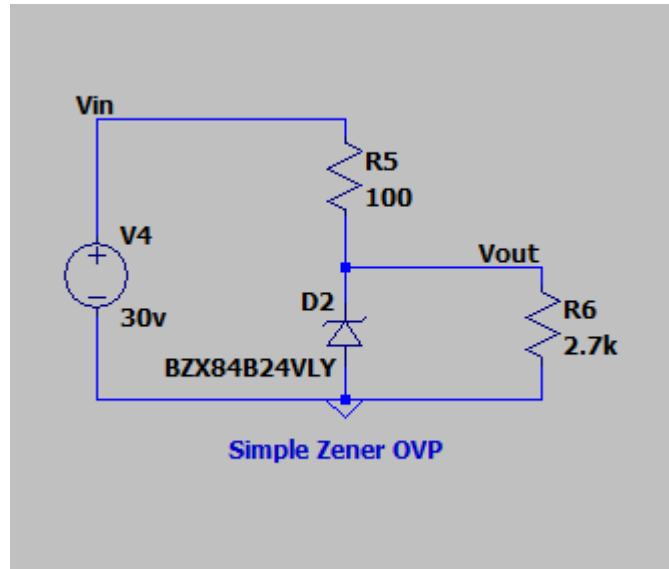 Vin
R5
100
V4
Vout
D2
R6
30v
2.7k
BZX84B24VLY
Simple Zener OVP